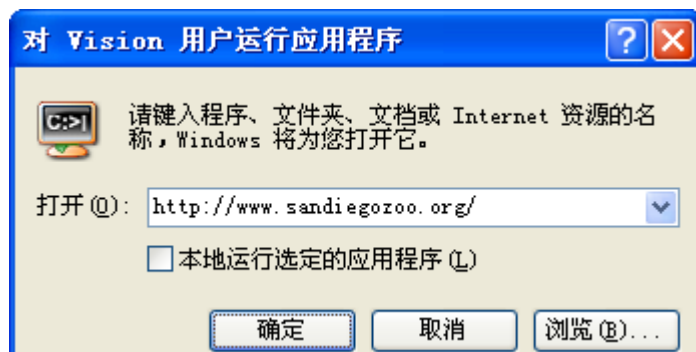 对 Vision 用户运行应用程序
C:>
请键入程序、文件夹、文档或 Internet 资源的名
称，Windows 将为您打开它。
打开(O): http://www.sandiegozoo.org/
本地运行选定的应用程序(L)
确定 取消 浏览(B)...